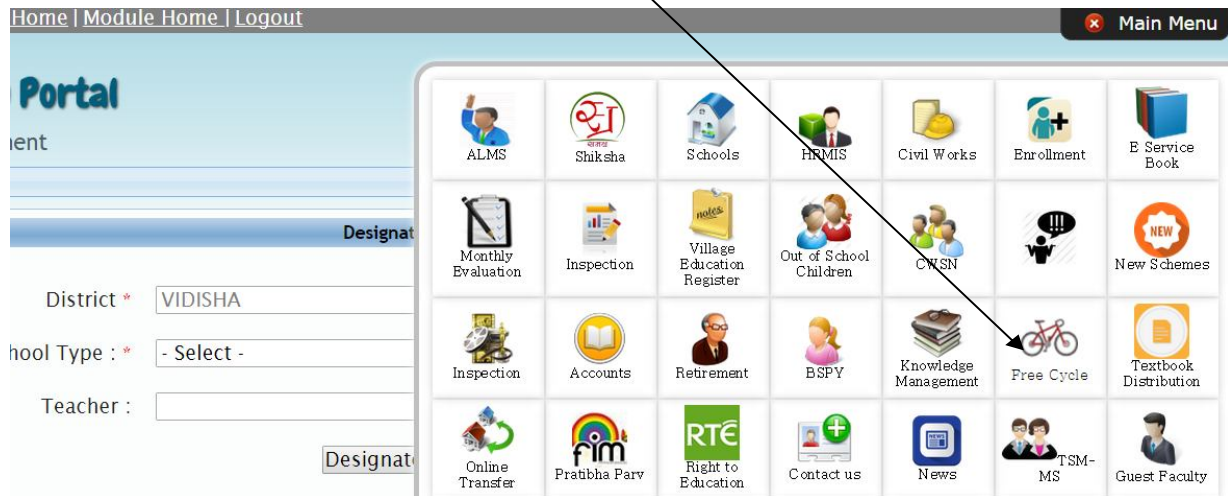 Home | Module Home | Logout
Main Menu
Portal
ment
Designat
District *
VIDISHA
hool Type : *
- Select -
Teacher :
Designate
ALMS
Shiksha
Schools
HRMIS
Civil Works
Enrollment
E Service
Book
Monthly
Evaluation
Inspection
notes
Village
Education
Register
Out of School
Children
CWSN
!!!
NEW
New Schemes
Inspection
Accounts
Retirement
BSPY
Knowledge
Management
Free Cycle
Textbook
Distribution
Online
Transfer
fim
Pratibha Parv
RTE
Right to
Education
Contact us
NEWS
News
TSM-
MS
Guest Faculty